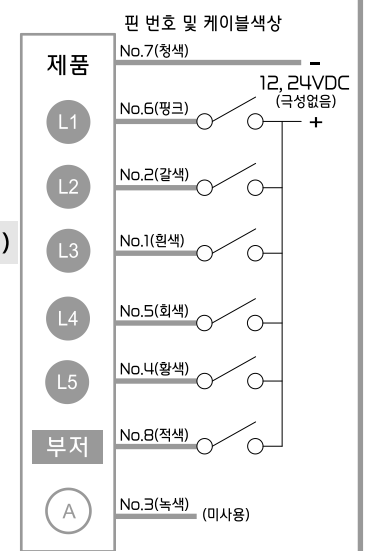 핀 번호 및 케이블색상
제품
No.7(청색)
-
12, 24VDC
(극성없음)
+
L1
No.6(핑크)
L2
No.2(갈색)
)
L3
No.1(흰색)
L4
No.5(회색)
L5
No.4(황색)
부저
No.8(적색)
A
No.3(녹색)
(미사용)